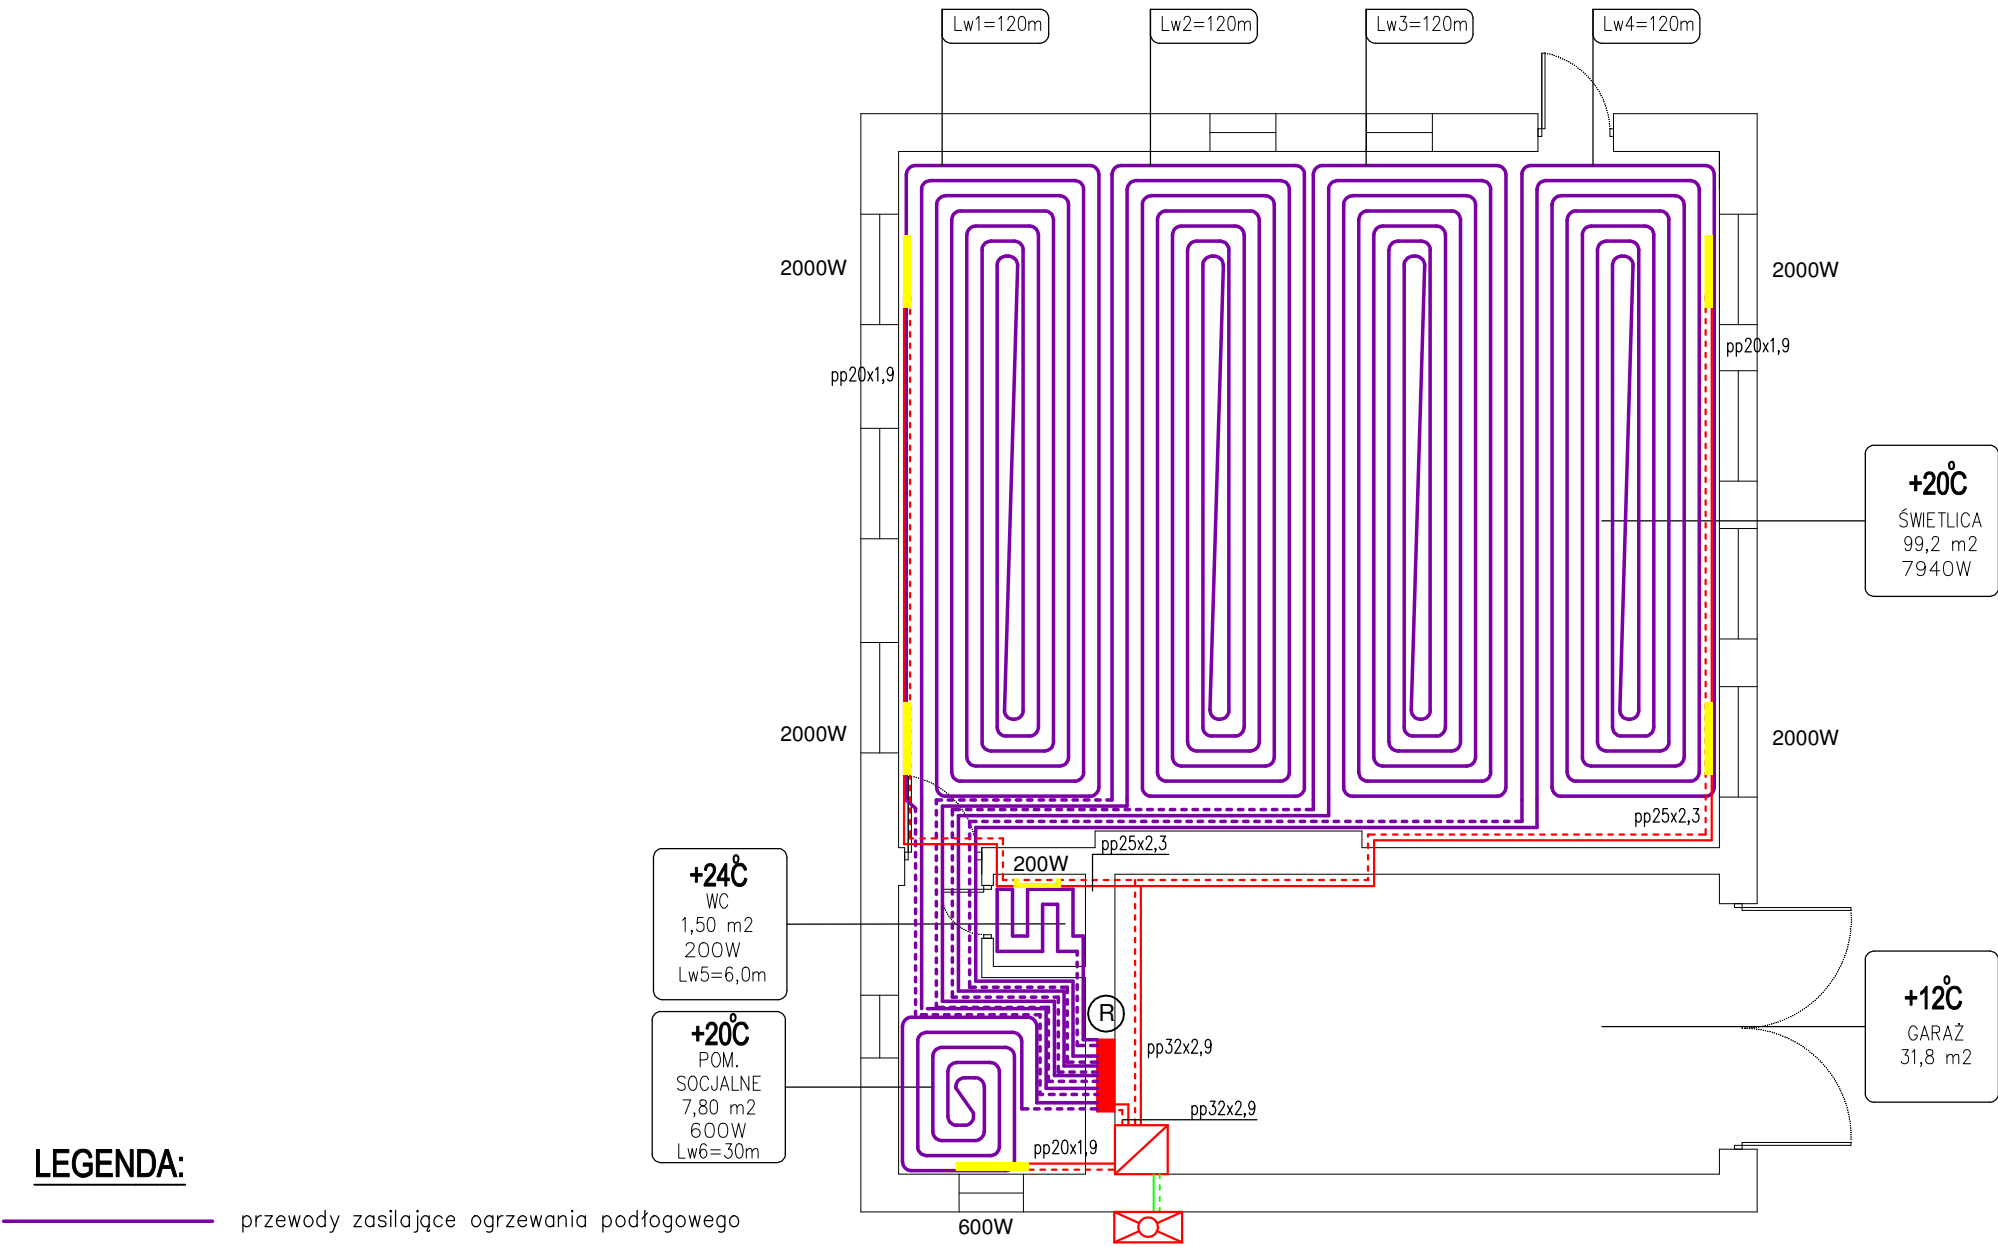 Lw1=120m
Lw2=120m
Lw3=120m
Lw4=120m
2000W
2000W
pp20x1,9
pp20x1,9
+20°C
ŚWIETLICA
99,2 m2
7940W
2000W
2000W
pp25x2,3
pp25x2,3
200W
+24°C
WC
1,50 m2
200W
Lw5=6,0m
R
+12°C
GARAŻ
31,8 m2
+20°C
POM.
SOCJALNE
7,80 m2
600W
Lw6=30m
pp32x2,9
pp32x2,9
pp20x1,9
LEGENDA:
przewody zasilające ogrzewania podłogowego
600W